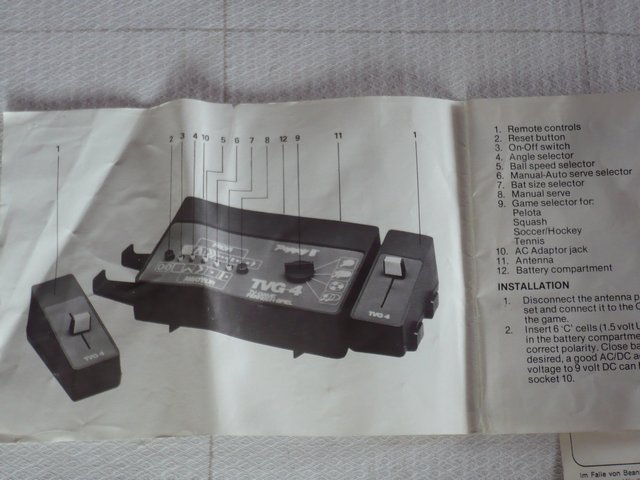 1
2 3 4 10 5 6 7 8 12 9 11
1
TVG 4
TVG 4
TVG 4
1. Remote controls
2. Reset button
3. On-Off switch
4. Angle selector
5. Ball speed selector
6. Manual-Auto serve selector
7. Bat size selector
8. Manual serve
9. Game selector for:
Pelota
Squash
Soccer/Hockey
Tennis
10. AC Adaptor jack
11. Antenna
12. Battery compartment
INSTALLATION
1. Disconnect the antenna
set and connect it to the
the game.
2. Insert 6 'C' cells (1.5 volt
in the battery compartme
correct polarity. Close ba
desired, a good AC/DC a
voltage to 9 volt DC can
socket 10.
Im Falle von Bean